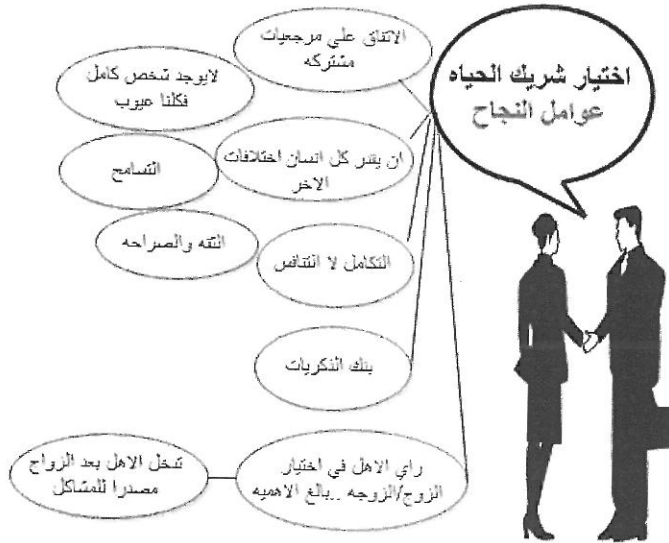 اختيار شريك الحياه
عوامل النجاح
الاتفاق علي مرجعيات
مشتركه
لايوجد شخص كامل
فكلنا عيوب
ان يقدر كل انسان اختلافات
الاخر
التسامح
الثقه والصراحه
التكامل لا التنافس
بنك الذكريات
راي الاهل في اختيار
الزوج/الزوجه ..بالغ الاهميه
تدخل الاهل بعد الزواج
مصدرا للمشاكل